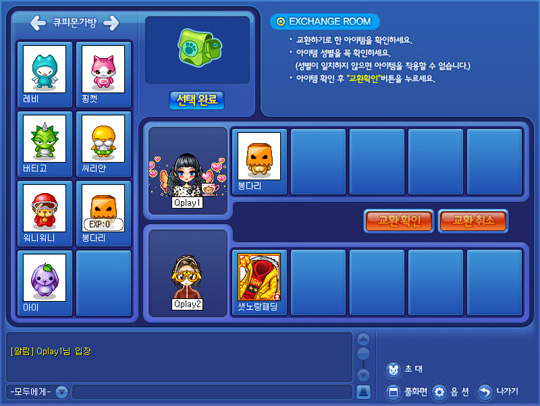 큐피몬가방
EXCHANGE ROOM
· 교환하기로 한 아이템을 확인하세요.
· 아이템 성별을 꼭 확인하세요.
(성별이 일치하지 않으면 아이템을 착용할 수 없습니다.)
· 아이템 확인 후 "교환확인"버튼을 누르세요.
레비
핑캣
선택 완료
버티고
써리얀
Qplay1
봉다리
워니워니
EXP:0
봉다리
교환 확인
교환 취소
아이
Qplay2
샛노랑패딩
[알림] Qplay1님 입장
초 대
-모두에게-
풀화면
옵 션
나가기